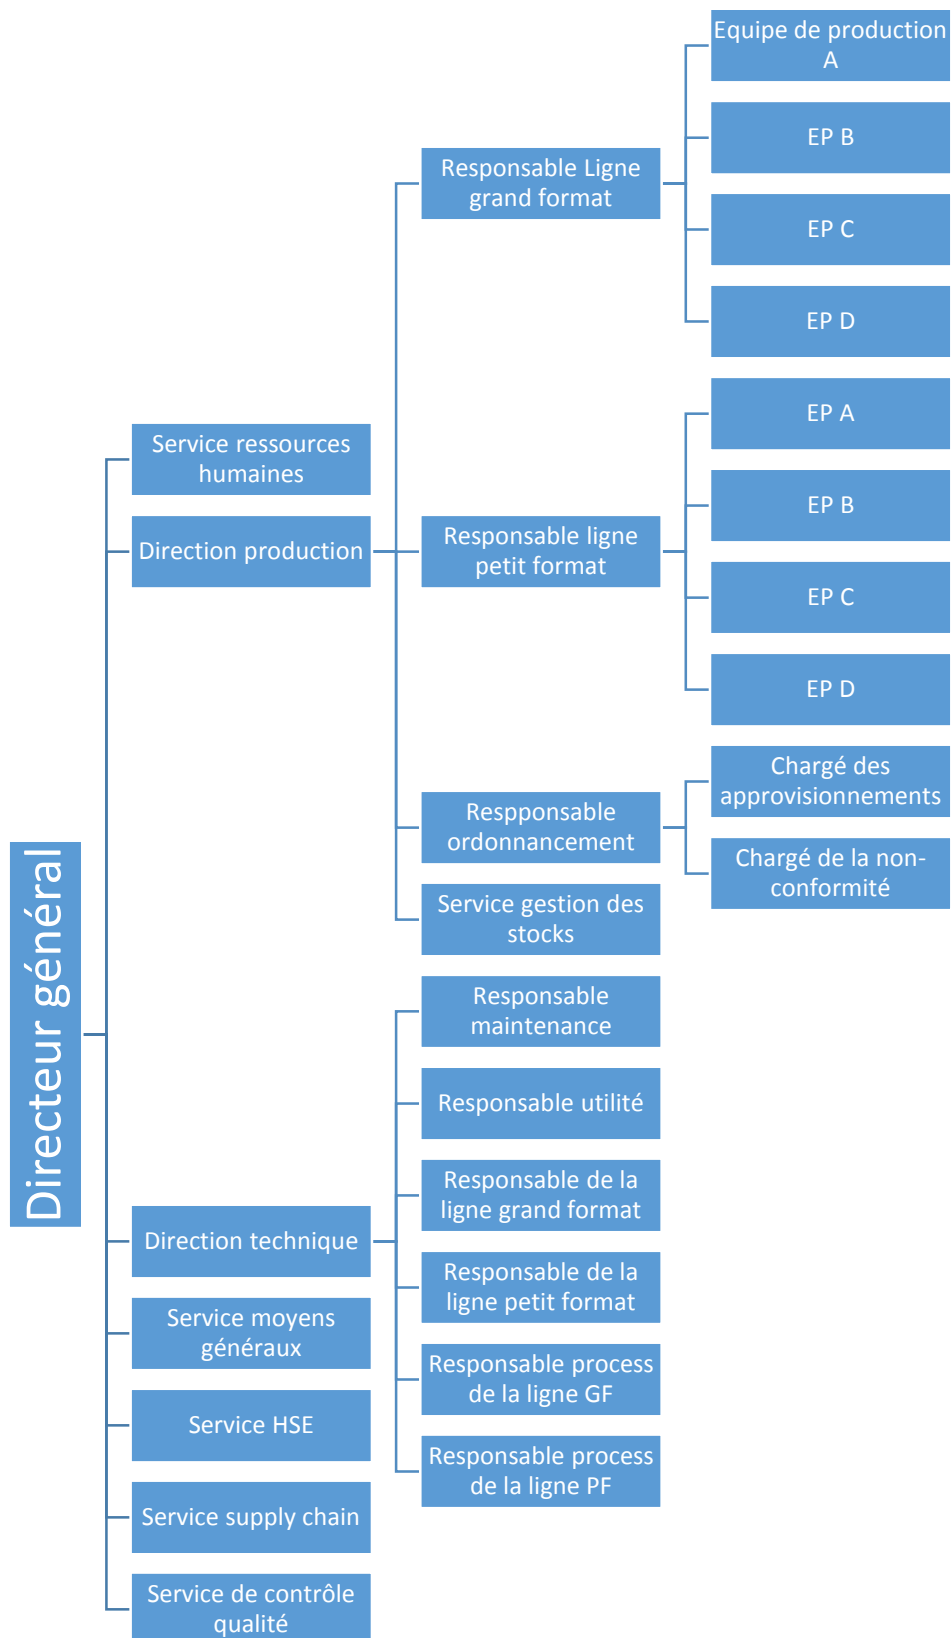 Directeur général
Service ressources
humaines
Direction production
Responsable Ligne
grand format
Equipe de production
A
EP B
EP C
EP D
Responsable ligne
petit format
EP A
EP B
EP C
EP D
Respponsable
ordonnancement
Chargé des
approvisionnements
Chargé de la non-
conformité
Service gestion des
stocks
Direction technique
Responsable
maintenance
Responsable utilité
Responsable de la
ligne grand format
Responsable de la
ligne petit format
Responsable process
de la ligne GF
Responsable process
de la ligne PF
Service moyens
généraux
Service HSE
Service supply chain
Service de contrôle
qualité